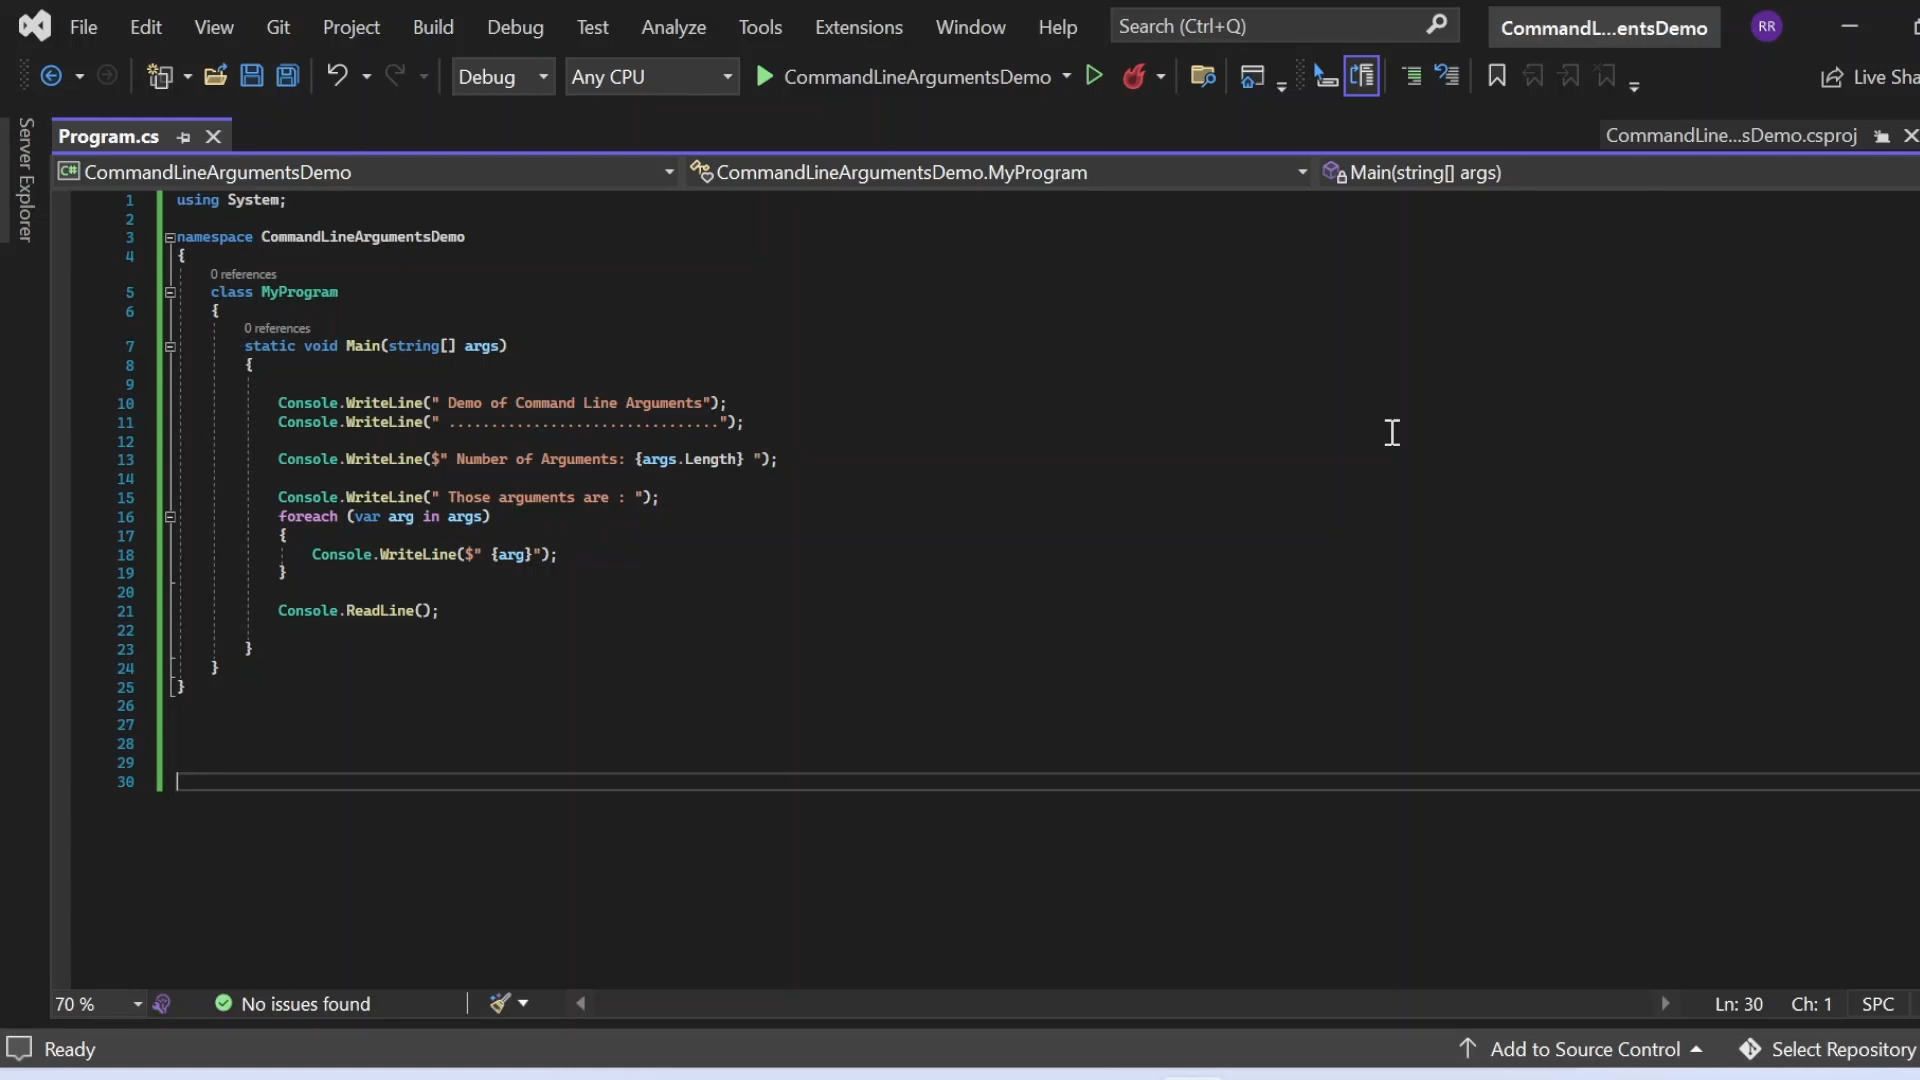 File Edit View Git Project Build Debug Test Analyze Tools Extensions Window Help Search (Ctrl+Q) CommandL...entsDemo RR
Debug Any CPU CommandLineArgumentsDemo Live Sha
Server Explorer
Program.cs CommandLine...sDemo.csproj
C# CommandLineArgumentsDemo CommandLineArgumentsDemo.MyProgram Main(string[] args)
1 using System;
2
3 namespace CommandLineArgumentsDemo
4 {
0 references
5 class MyProgram
6 {
0 references
7 static void Main(string[] args)
8 {
9
10 Console.WriteLine(" Demo of Command Line Arguments");
11 Console.WriteLine(" ................................");
12
13 Console.WriteLine($" Number of Arguments: {args.Length} ");
14
15 Console.WriteLine(" Those arguments are : ");
16 foreach (var arg in args)
17 {
18 Console.WriteLine($" {arg}");
19 }
20
21 Console.ReadLine();
22
23 }
24 }
25 }
26
27
28
29
30
70 % No issues found Ln: 30 Ch: 1 SPC
Ready Add to Source Control Select Repository